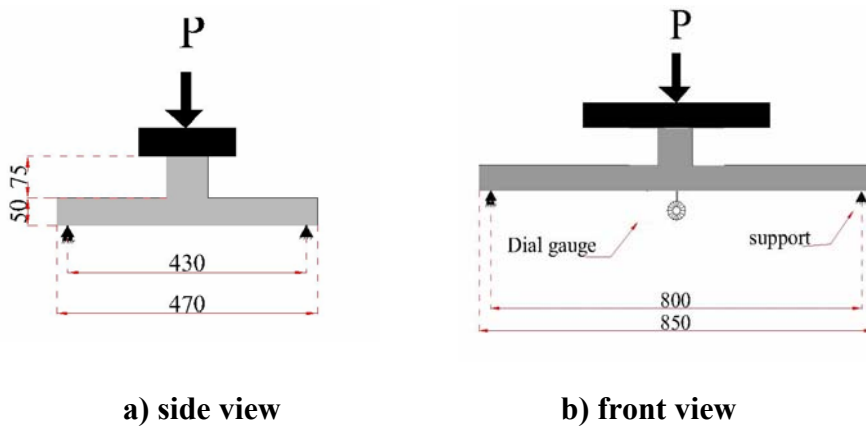 P
75
50
430
470
a) side view
P
Dial gauge
support
800
850
b) front view